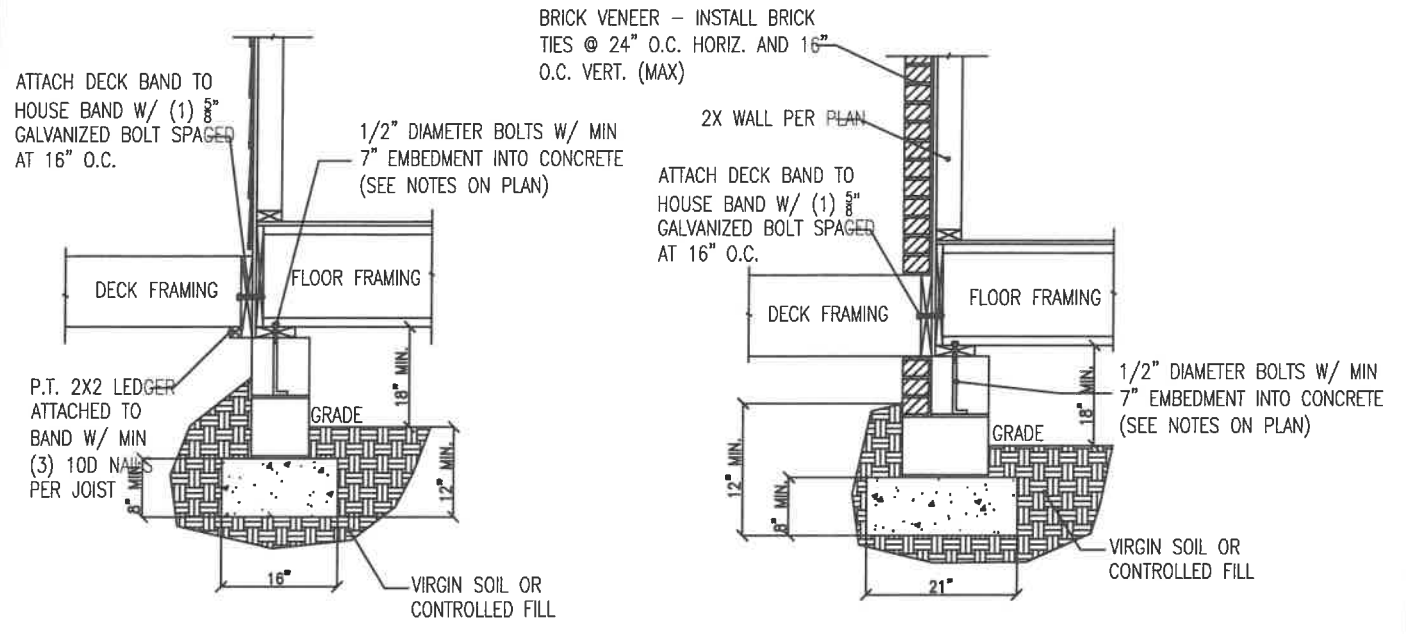 ATTACH DECK BAND TO
HOUSE BAND W/ (1) 5/8"
GALVANIZED BOLT SPACED
AT 16" O.C.
1/2" DIAMETER BOLTS W/ MIN
7" EMBEDMENT INTO CONCRETE
(SEE NOTES ON PLAN)
DECK FRAMING
FLOOR FRAMING
P.T. 2X2 LEDGER
ATTACHED TO
BAND W/ MIN
(3) 10D NAILS
PER JOIST
18" MIN.
GRADE
12" MIN.
8" MIN.
16"
VIRGIN SOIL OR
CONTROLLED FILL
BRICK VENEER – INSTALL BRICK
TIES @ 24" O.C. HORIZ. AND 16"
O.C. VERT. (MAX)
2X WALL PER PLAN
ATTACH DECK BAND TO
HOUSE BAND W/ (1) 5/8"
GALVANIZED BOLT SPACED
AT 16" O.C.
DECK FRAMING
FLOOR FRAMING
1/2" DIAMETER BOLTS W/ MIN
7" EMBEDMENT INTO CONCRETE
(SEE NOTES ON PLAN)
18" MIN.
GRADE
12" MIN.
8" MIN.
21"
VIRGIN SOIL OR
CONTROLLED FILL